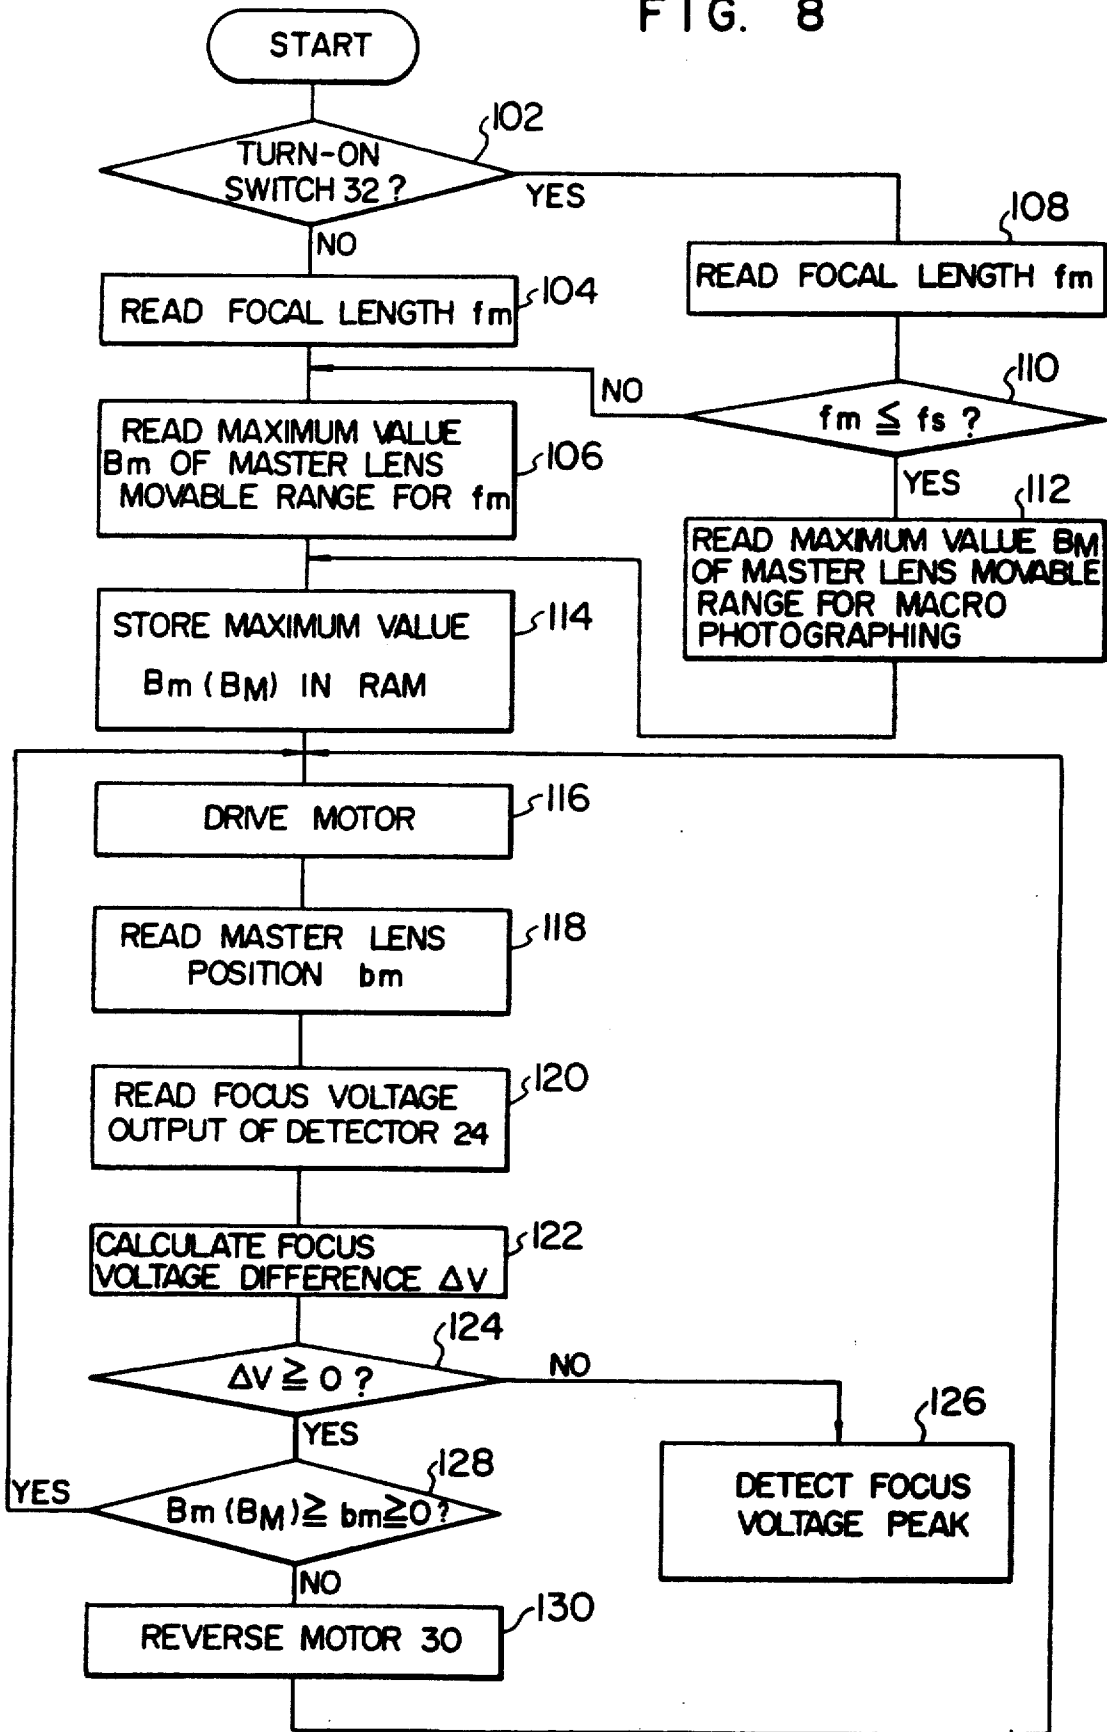 FIG. 8
START
102
TURN-ON
SWITCH 32 ?
YES
NO
108
READ FOCAL LENGTH fm
104
READ FOCAL LENGTH fm
110
fm ≦ fs ?
NO
YES
READ MAXIMUM VALUE
Bm OF MASTER LENS
MOVABLE RANGE FOR fm
106
112
READ MAXIMUM VALUE BM
OF MASTER LENS MOVABLE
RANGE FOR MACRO
PHOTOGRAPHING
114
STORE MAXIMUM VALUE
Bm (BM) IN RAM
116
DRIVE MOTOR
118
READ MASTER LENS
POSITION bm
120
READ FOCUS VOLTAGE
OUTPUT OF DETECTOR 24
122
CALCULATE FOCUS
VOLTAGE DIFFERENCE ΔV
124
ΔV ≧ 0 ?
NO
YES
126
DETECT FOCUS
VOLTAGE PEAK
128
YES
Bm (BM) ≧ bm ≧ 0 ?
NO
130
REVERSE MOTOR 30